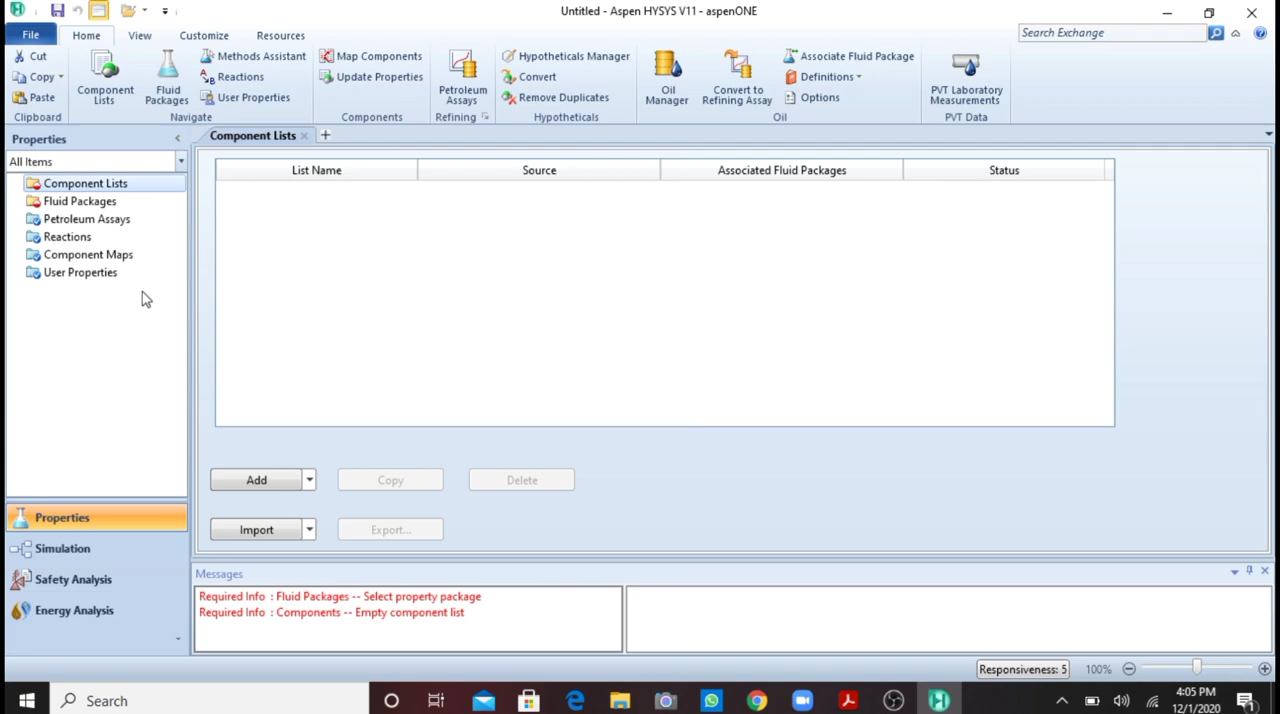 Untitled - Aspen HYSYS V11 - aspenONE
File Home View Customize Resources Search Exchange
Cut
Copy
Paste
Clipboard
Component Lists
Fluid Packages
Methods Assistant
Reactions
User Properties
Navigate
Map Components
Update Properties
Components
Petroleum Assays
Refining
Hypotheticals Manager
Convert
Remove Duplicates
Hypotheticals
Oil Manager
Convert to Refining Assay
Associate Fluid Package
Definitions
Options
Oil
PVT Laboratory Measurements
PVT Data
Properties
All Items
Component Lists
Fluid Packages
Petroleum Assays
Reactions
Component Maps
User Properties
Properties
Simulation
Safety Analysis
Energy Analysis
Component Lists
List Name Source Associated Fluid Packages Status
Add Copy Delete
Import Export...
Messages
Required Info : Fluid Packages -- Select property package
Required Info : Components -- Empty component list
Responsiveness: 5 100%
Search
4:05 PM
12/1/2020
1